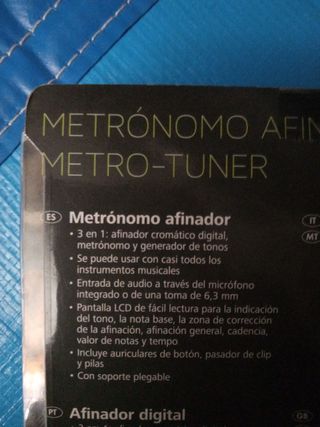 METRÓNOMO AFIN
METRO-TUNER
ES Metrónomo afinador
• 3 en 1: afinador cromático digital,
metrónomo y generador de tonos
• Se puede usar con casi todos los
instrumentos musicales
• Entrada de audio a través del micrófono
integrado o de una toma de 6,3 mm
• Pantalla LCD de fácil lectura para la indicación
del tono, la nota base, la zona de corrección
de la afinación, afinación general, cadencia,
valor de notas y tempo
• Incluye auriculares de botón, pasador de clip
y pilas
• Con soporte plegable
IT
MT
PT Afinador digital
GB